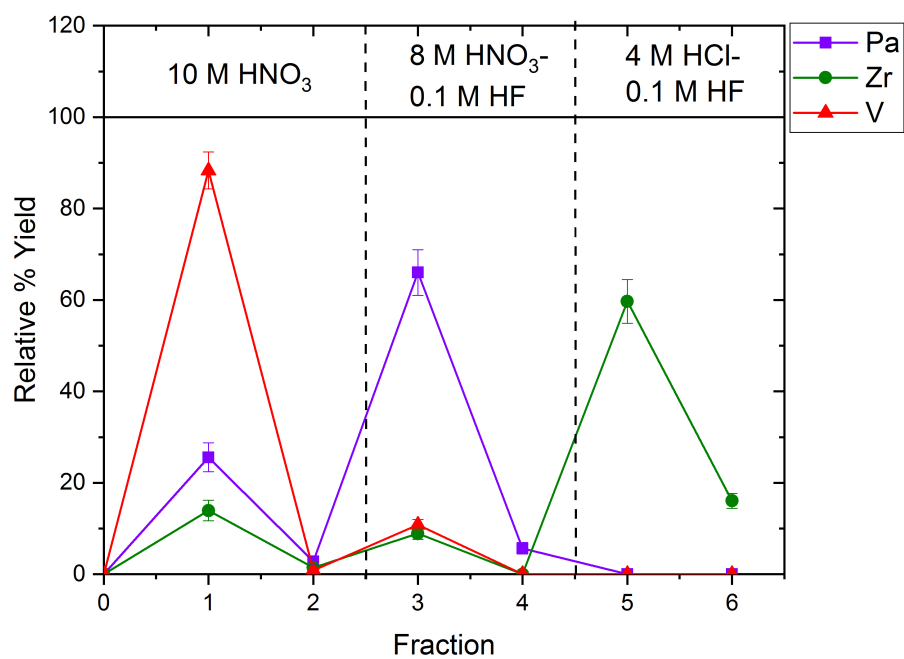 120
100
80
60
40
20
0
Relative % Yield
10 M HNO₃
8 M HNO₃-
0.1 M HF
4 M HCl-
0.1 M HF
Pa
Zr
V
0 1 2 3 4 5 6
Fraction